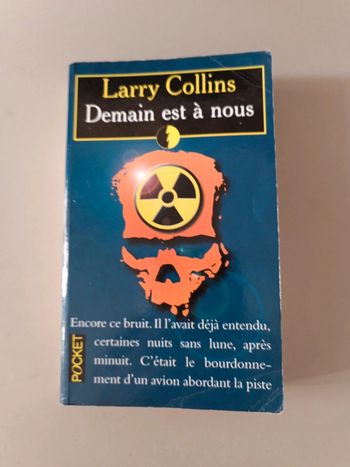 Larry Collins
Demain est à nous
Encore ce bruit. Il l'avait déjà entendu,
certaines nuits sans lune, après
minuit. C'était le bourdonne-
ment d'un avion abordant la piste
POCKET